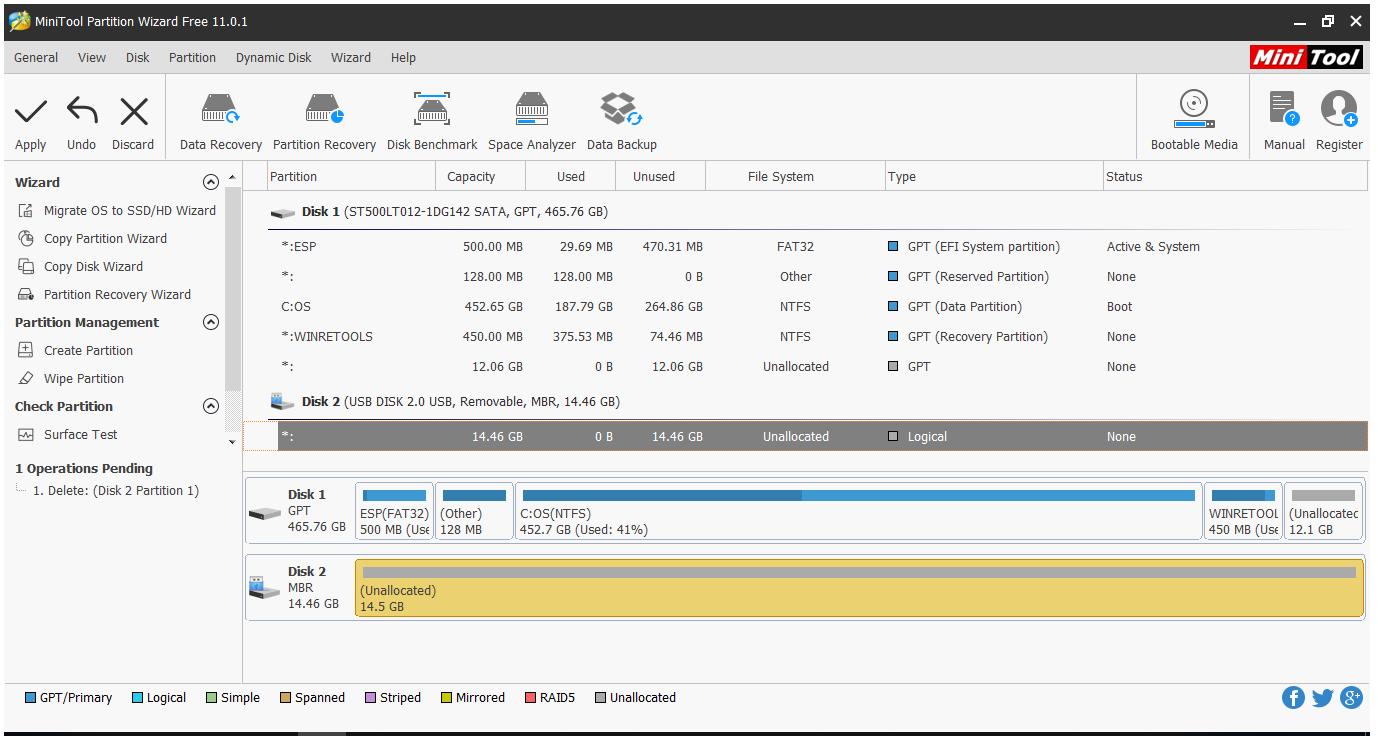 MiniTool Partition Wizard Free 11.0.1
General View Disk Partition Dynamic Disk Wizard Help
Mini Tool
Apply Undo Discard Data Recovery Partition Recovery Disk Benchmark Space Analyzer Data Backup Bootable Media Manual Register
Wizard
Migrate OS to SSD/HD Wizard
Copy Partition Wizard
Copy Disk Wizard
Partition Recovery Wizard
Partition Management
Create Partition
Wipe Partition
Check Partition
Surface Test
1 Operations Pending
1. Delete: (Disk 2 Partition 1)
Partition Capacity Used Unused File System Type Status
Disk 1 (ST500LT012-1DG142 SATA, GPT, 465.76 GB)
*:ESP 500.00 MB 29.69 MB 470.31 MB FAT32 GPT (EFI System partition) Active & System
*: 128.00 MB 128.00 MB 0 B Other GPT (Reserved Partition) None
C:OS 452.65 GB 187.79 GB 264.86 GB NTFS GPT (Data Partition) Boot
*:WINRETOOLS 450.00 MB 375.53 MB 74.46 MB NTFS GPT (Recovery Partition) None
*: 12.06 GB 0 B 12.06 GB Unallocated GPT None
Disk 2 (USB DISK 2.0 USB, Removable, MBR, 14.46 GB)
*: 14.46 GB 0 B 14.46 GB Unallocated Logical None
Disk 1
GPT
465.76 GB
ESP(FAT32)
500 MB (Use
(Other)
128 MB
C:OS(NTFS)
452.7 GB (Used: 41%)
WINRETOOL
450 MB (Use
(Unallocated
12.1 GB
Disk 2
MBR
14.46 GB
(Unallocated)
14.5 GB
GPT/Primary Logical Simple Spanned Striped Mirrored RAID5 Unallocated